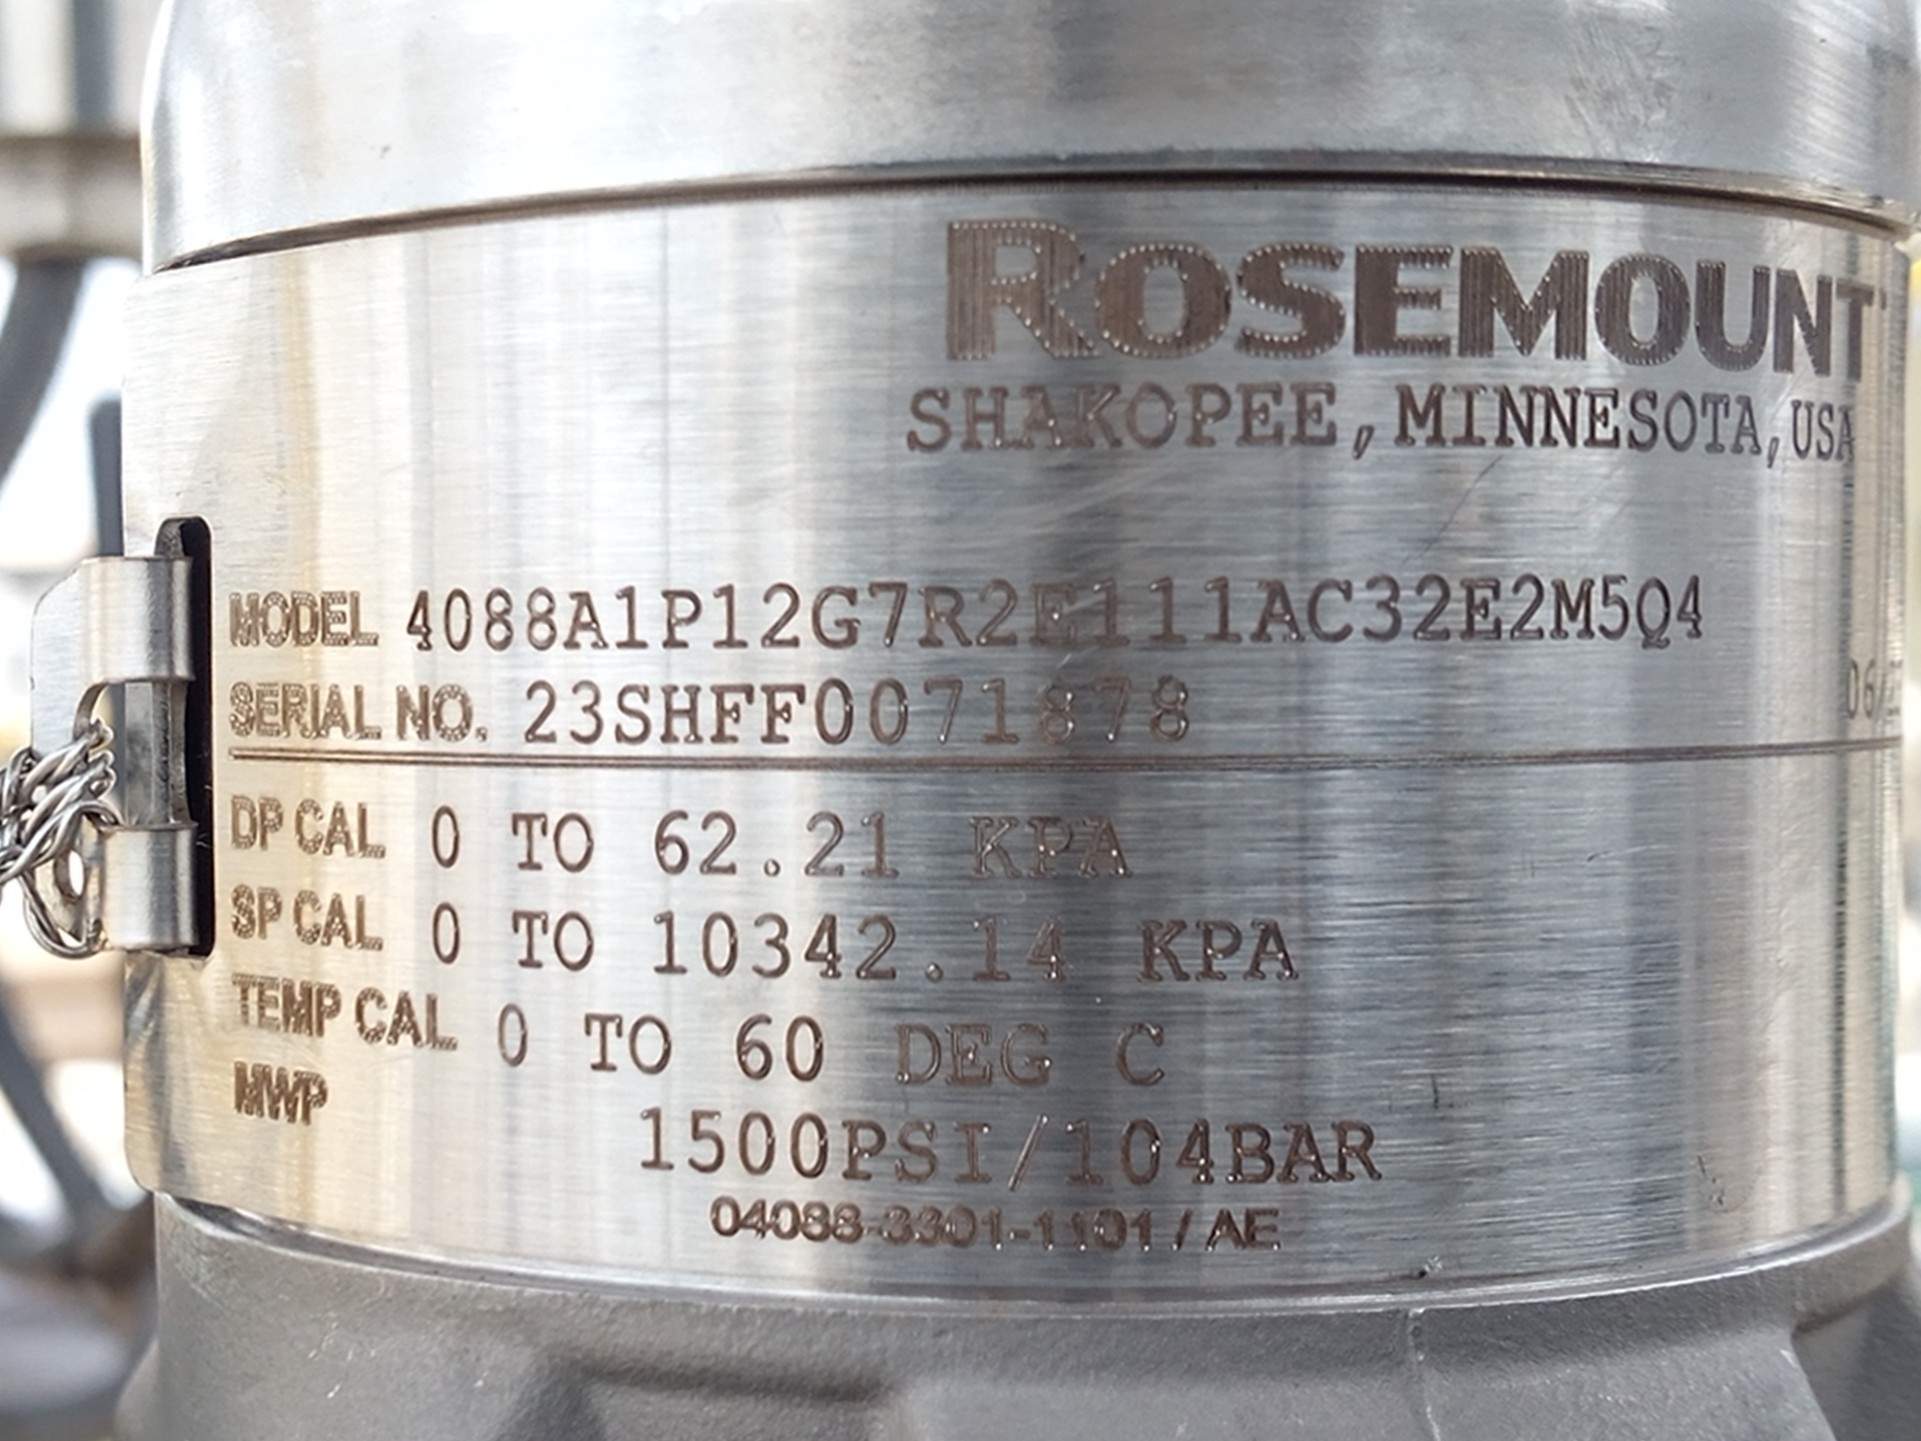 ROSEMOUNT
SHAKOPEE, MINNESOTA, USA
MODEL 4088A1P12G7R2E111AC32E2M5Q4
SERIAL NO. 23SHFF0071878
DP CAL 0 TO 62.21 KPA
SP CAL 0 TO 10342.14 KPA
TEMP CAL 0 TO 60 DEG C
MWP
1500PSI/104BAR
04088-3301-1101 / AE